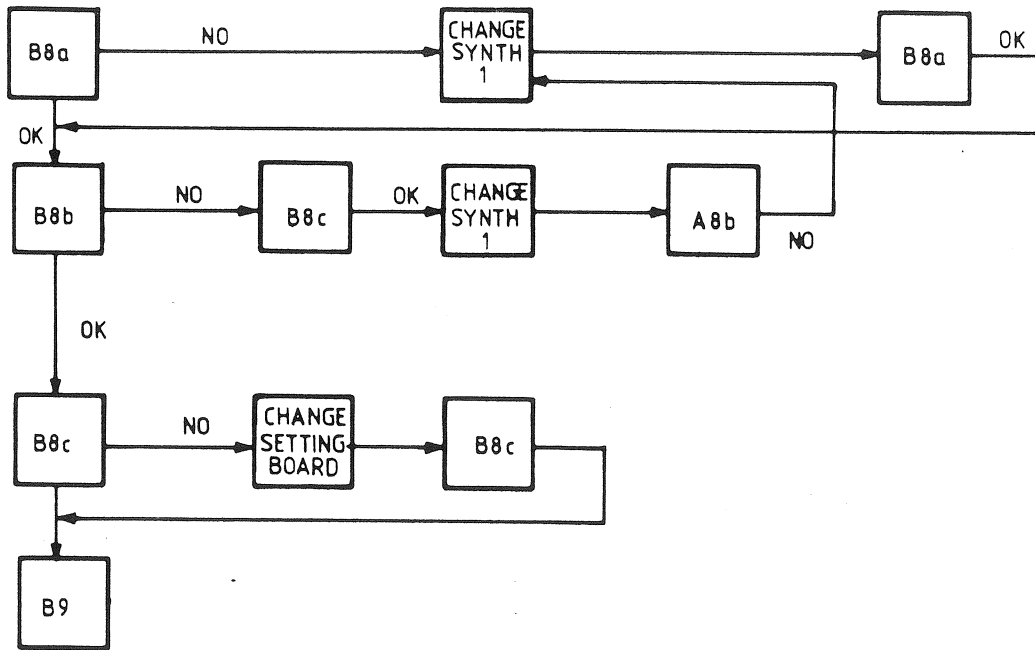 B8a
NO
CHANGE
SYNTH
1
B8a
OK
OK
B8b
NO
B8c
OK
CHANGE
SYNTH
1
A8b
NO
OK
B8c
NO
CHANGE
SETTING
BOARD
B8c
B9